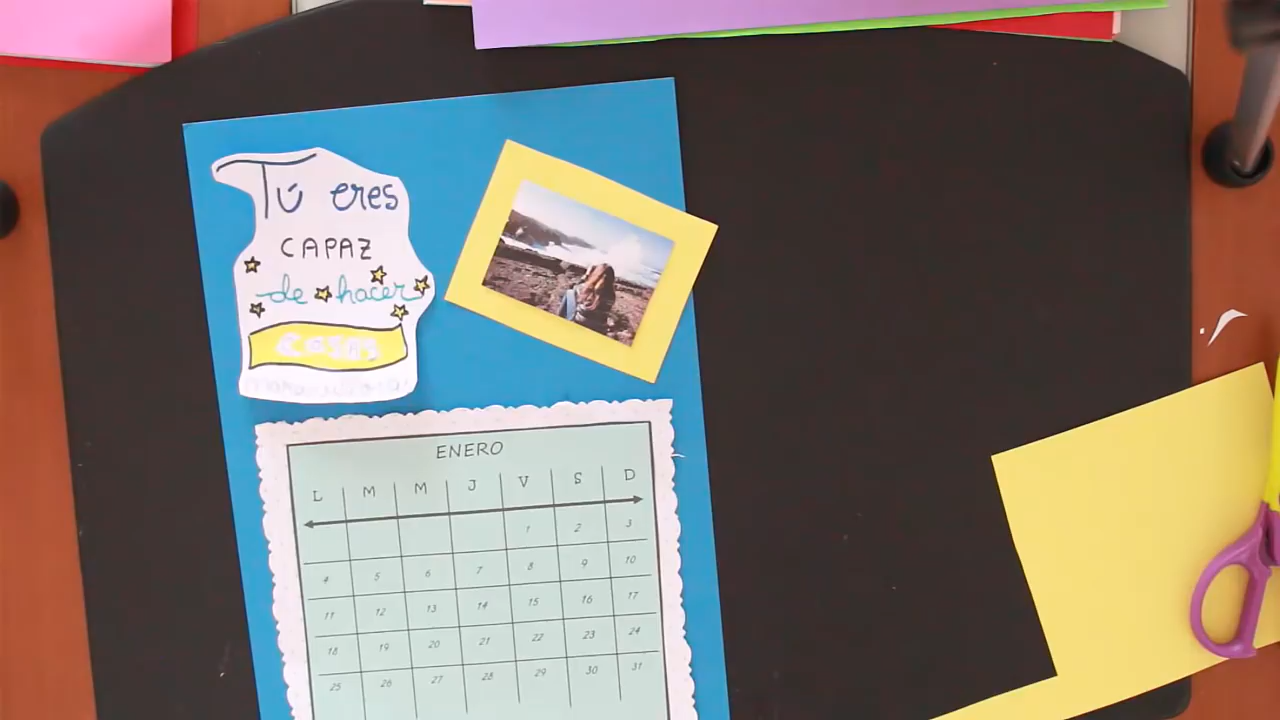 Tú eres
CAPAZ
de hacer
COSAS
ENERO
L M M J V S D
1 2 3
4 5 6 7 8 9 10
11 12 13 14 15 16 17
18 19 20 21 22 23 24
25 26 27 28 29 30 31